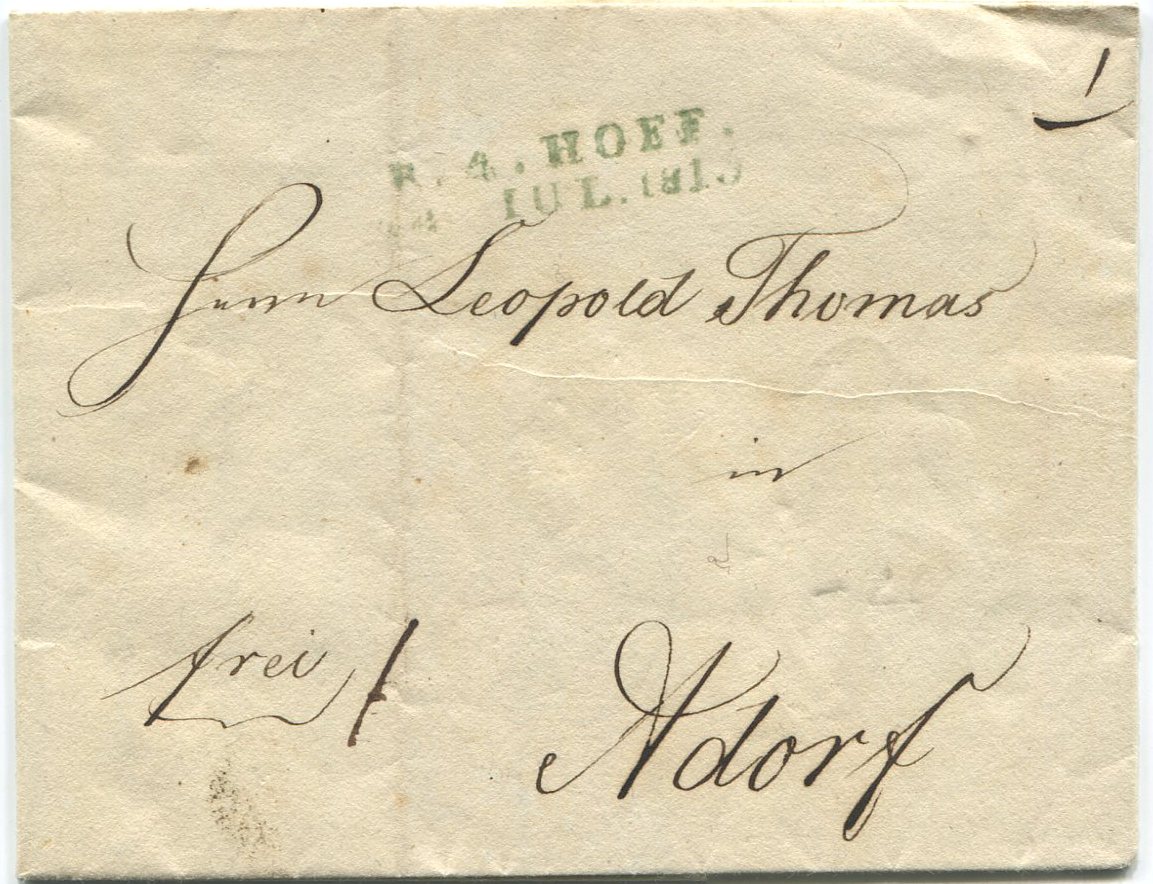 1
R. 4. HOFF.
IUL. 181
Herrn Leopold Thomas
in
frei
Adorf